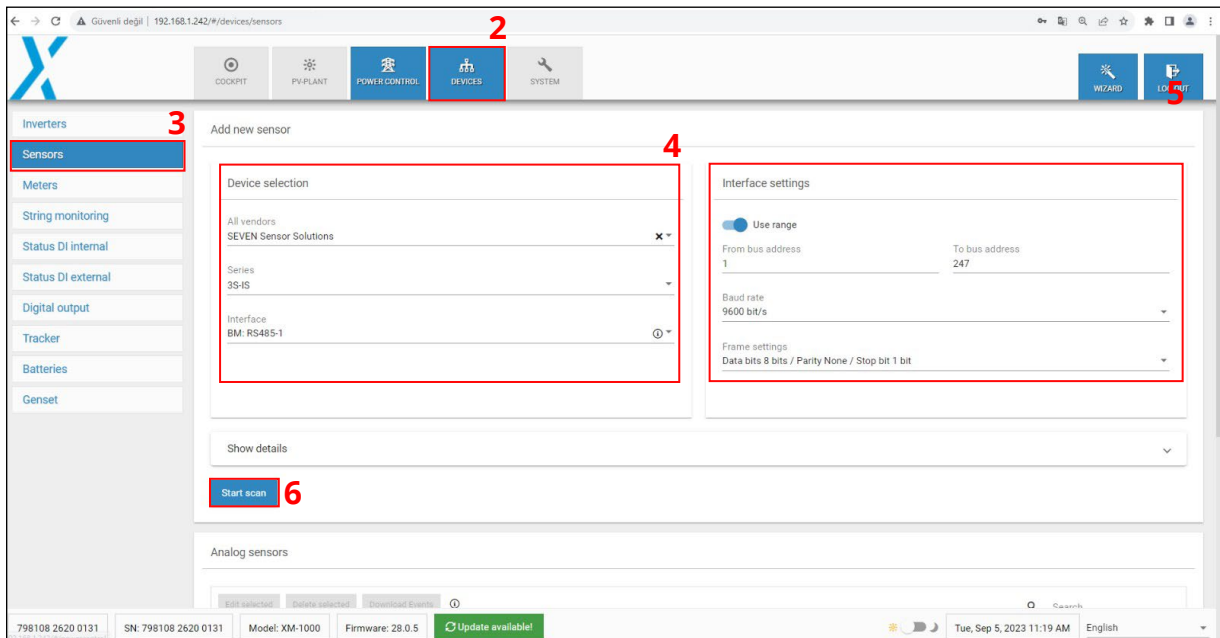 Güvenli değil | 192.168.1.242/#/devices/sensors
2
COCKPIT
PV-PLANT
POWER CONTROL
DEVICES
SYSTEM
WIZARD
LOG OUT
5
Inverters
3
Sensors
Meters
String monitoring
Status DI internal
Status DI external
Digital output
Tracker
Batteries
Genset
Add new sensor
4
Device selection
All vendors
SEVEN Sensor Solutions
Series
3S-IS
Interface
BM: RS485-1
Interface settings
Use range
From bus address
1
To bus address
247
Baud rate
9600 bit/s
Frame settings
Data bits 8 bits / Parity None / Stop bit 1 bit
Show details
Start scan
6
Analog sensors
Edit selected
Delete selected
Download Events
Search
798108 2620 0131
SN: 798108 2620 0131
Model: XM-1000
Firmware: 28.0.5
Update available!
Tue, Sep 5, 2023 11:19 AM
English